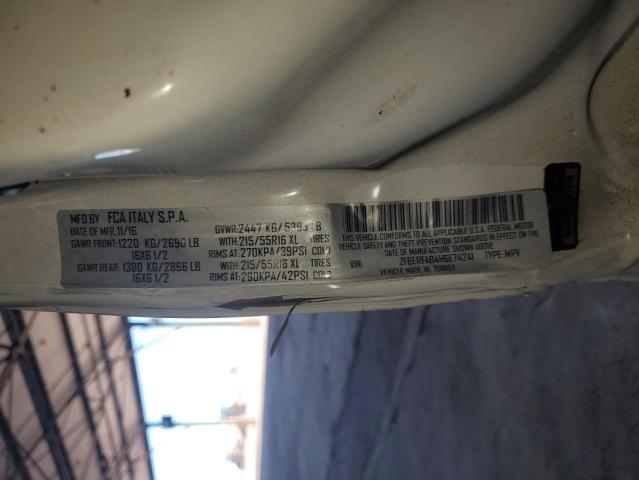 MFD BY FCA ITALY S.P.A.
DATE OF MFR. 11/16
GAWR FRONT: 1220 KG/2690 LB
16X6 1/2
GAWR REAR: 1300 KG/2866 LB
16X6 1/2
GVWR: 2447 KG/5395 LB
WITH: 215/55R16 XL TIRES
RIMS AT: 270KPA/39PSI COLD
WITH: 215/55R16 XL TIRES
RIMS AT: 290KPA/42PSI COLD
THIS VEHICLE CONFORMS TO ALL APPLICABLE U.S.A. FEDERAL MOTOR
VEHICLE SAFETY, BUMPER, AND THEFT PREVENTION STANDARDS IN EFFECT ON THE
DATE OF MANUFACTURE SHOWN ABOVE
VIN: ZFBERFAB4H6E74241 TYPE: MPV
VEHICLE MADE IN: TURKEY